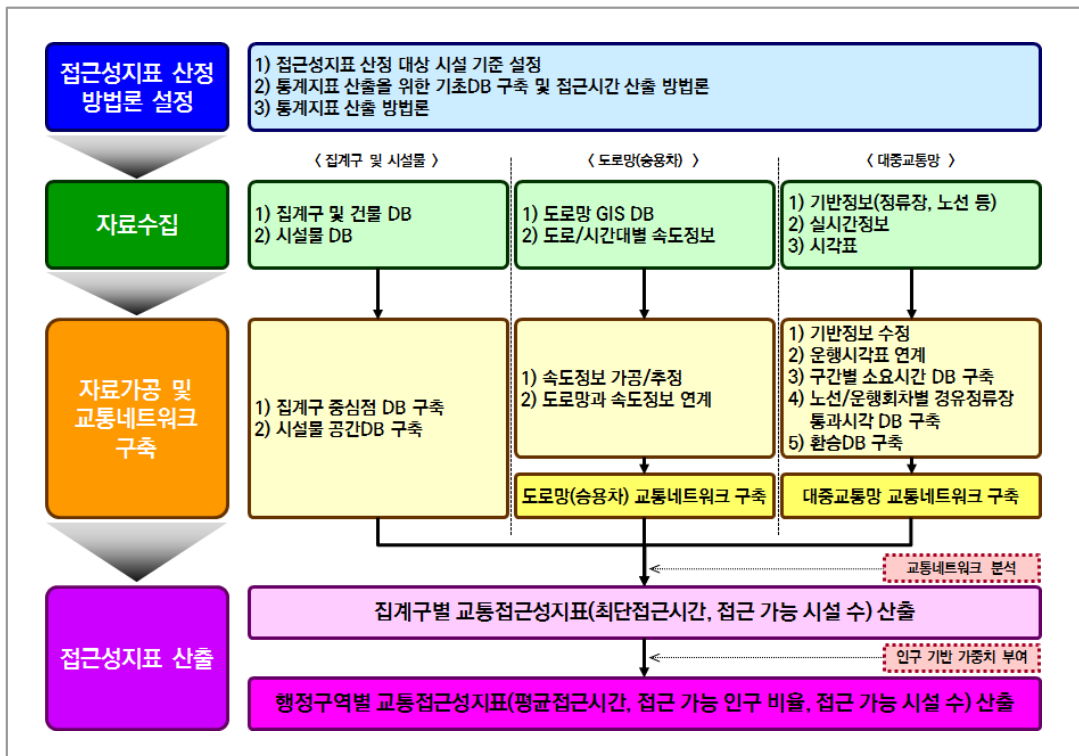 접근성지표 산정
방법론 설정
1) 접근성지표 산정 대상 시설 기준 설정
2) 통계지표 산출을 위한 기초DB 구축 및 접근시간 산출 방법론
3) 통계지표 산출 방법론
< 집계구 및 시설물 >
< 도로망(승용차) >
< 대중교통망 >
자료수집
1) 집계구 및 건물 DB
2) 시설물 DB
1) 도로망 GIS DB
2) 도로/시간대별 속도정보
1) 기반정보(정류장, 노선 등)
2) 실시간정보
3) 시각표
자료가공 및
교통네트워크
구축
1) 집계구 중심점 DB 구축
2) 시설물 공간DB 구축
1) 속도정보 가공/추정
2) 도로망과 속도정보 연계
도로망(승용차) 교통네트워크 구축
1) 기반정보 수정
2) 운행시각표 연계
3) 구간별 소요시간 DB 구축
4) 노선/운행회차별 경유정류장
통과시각 DB 구축
5) 환승DB 구축
대중교통망 교통네트워크 구축
교통네트워크 분석
접근성지표 산출
집계구별 교통접근성지표(최단접근시간, 접근 가능 시설 수) 산출
인구 기반 가중치 부여
행정구역별 교통접근성지표(평균접근시간, 접근 가능 인구 비율, 접근 가능 시설 수) 산출